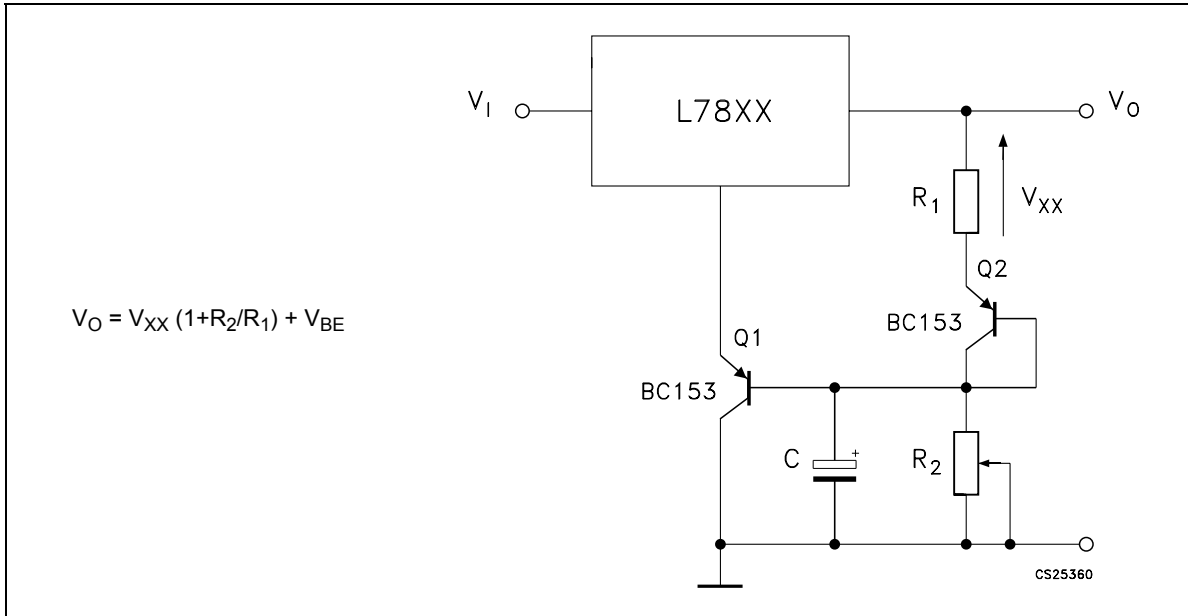 V_I
L78XX
V_O
R_1
V_XX
Q2
V_O = V_XX (1+R_2/R_1) + V_BE
BC153
Q1
BC153
C
+
R_2
CS25360